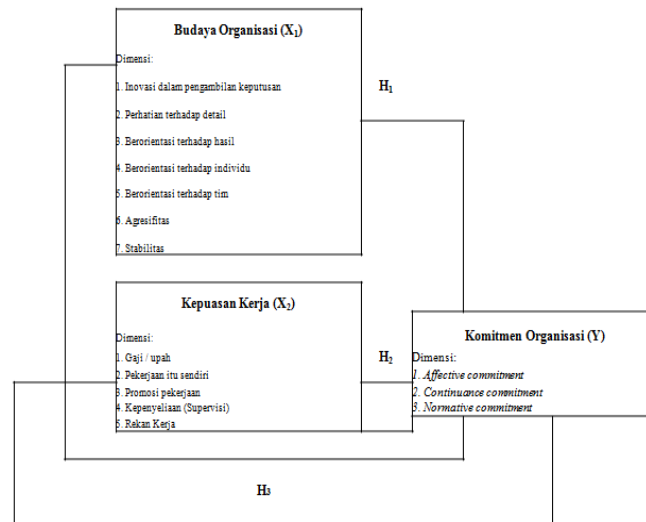 Budaya Organisasi (X₁)
Dimensi:
1. Inovasi dalam pengambilan keputusan
2. Perhatian terhadap detail
3. Berorientasi terhadap hasil
4. Berorientasi terhadap individu
5. Berorientasi terhadap tim
6. Agresifitas
7. Stabilitas
H₁
Kepuasan Kerja (X₂)
Dimensi:
1. Gaji / upah
2. Pekerjaan itu sendiri
3. Promosi pekerjaan
4. Kepenyeliaan (Supervisi)
5. Rekan Kerja
H₂
Komitmen Organisasi (Y)
Dimensi:
1. Affective commitment
2. Continuance commitment
3. Normative commitment
H₃